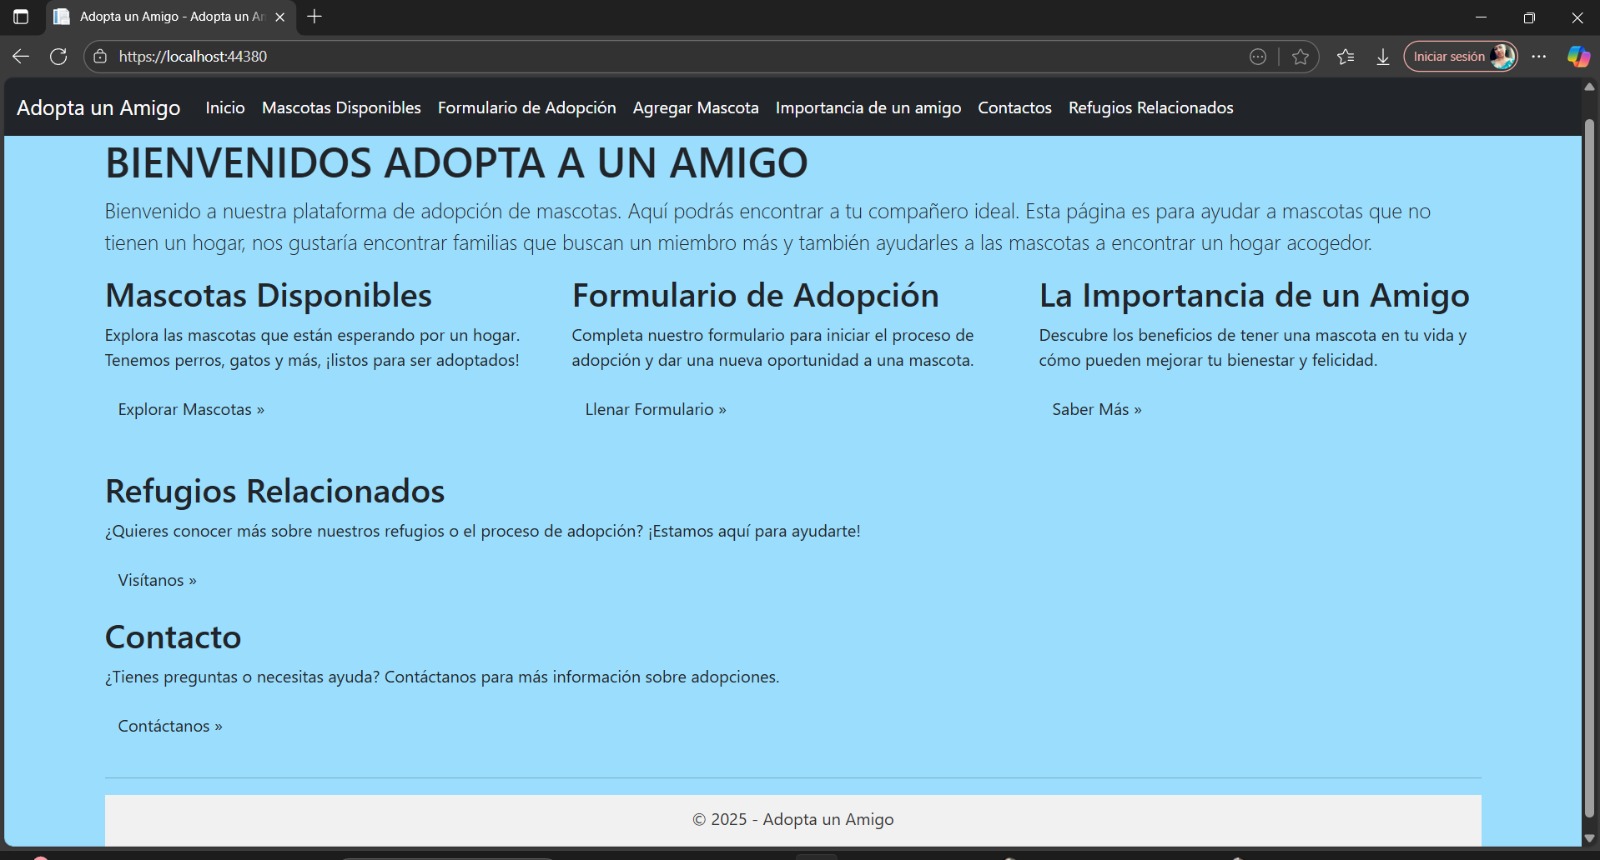 Adopta un Amigo - Adopta un Am
https://localhost:44380
Iniciar sesión
Adopta un Amigo Inicio Mascotas Disponibles Formulario de Adopción Agregar Mascota Importancia de un amigo Contactos Refugios Relacionados
BIENVENIDOS ADOPTA A UN AMIGO
Bienvenido a nuestra plataforma de adopción de mascotas. Aquí podrás encontrar a tu compañero ideal. Esta página es para ayudar a mascotas que no
tienen un hogar, nos gustaría encontrar familias que buscan un miembro más y también ayudarles a las mascotas a encontrar un hogar acogedor.
Mascotas Disponibles
Explora las mascotas que están esperando por un hogar.
Tenemos perros, gatos y más, ¡listos para ser adoptados!
Explorar Mascotas »
Formulario de Adopción
Completa nuestro formulario para iniciar el proceso de
adopción y dar una nueva oportunidad a una mascota.
Llenar Formulario »
La Importancia de un Amigo
Descubre los beneficios de tener una mascota en tu vida y
cómo pueden mejorar tu bienestar y felicidad.
Saber Más »
Refugios Relacionados
¿Quieres conocer más sobre nuestros refugios o el proceso de adopción? ¡Estamos aquí para ayudarte!
Visítanos »
Contacto
¿Tienes preguntas o necesitas ayuda? Contáctanos para más información sobre adopciones.
Contáctanos »
© 2025 - Adopta un Amigo